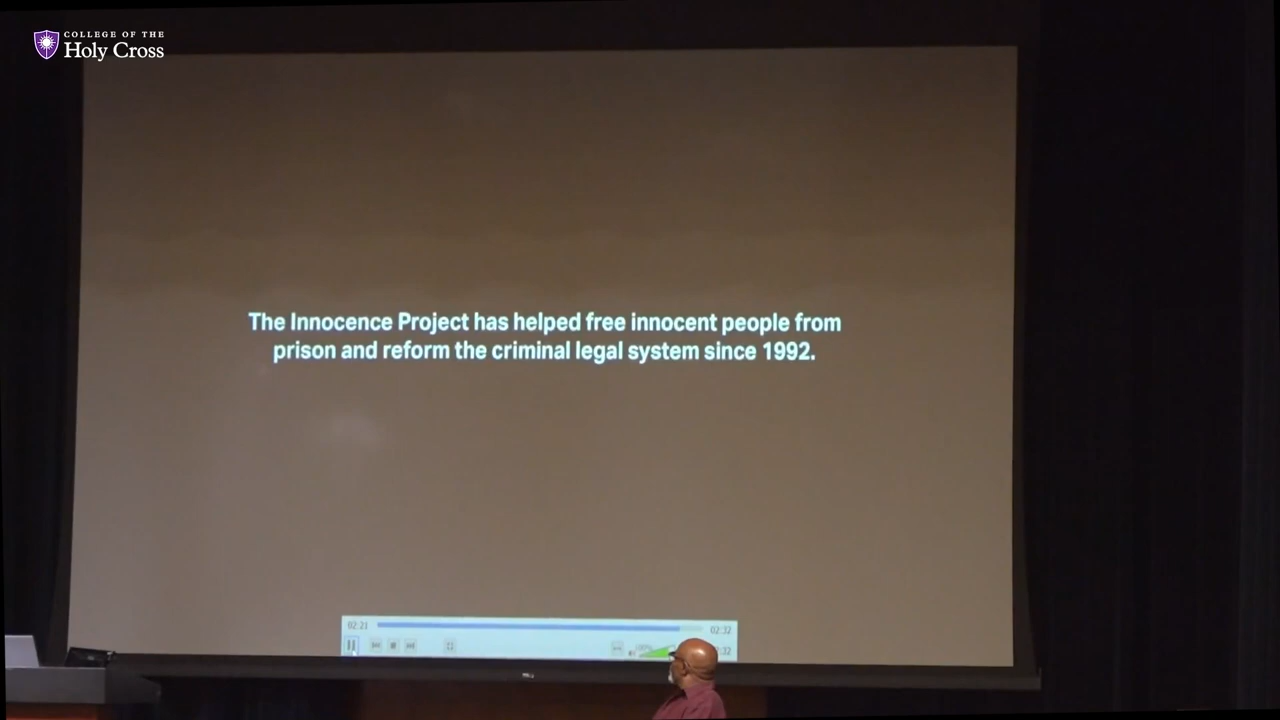 COLLEGE OF THE
Holy Cross
The Innocence Project has helped free innocent people from
prison and reform the criminal legal system since 1992.
02:21
02:32